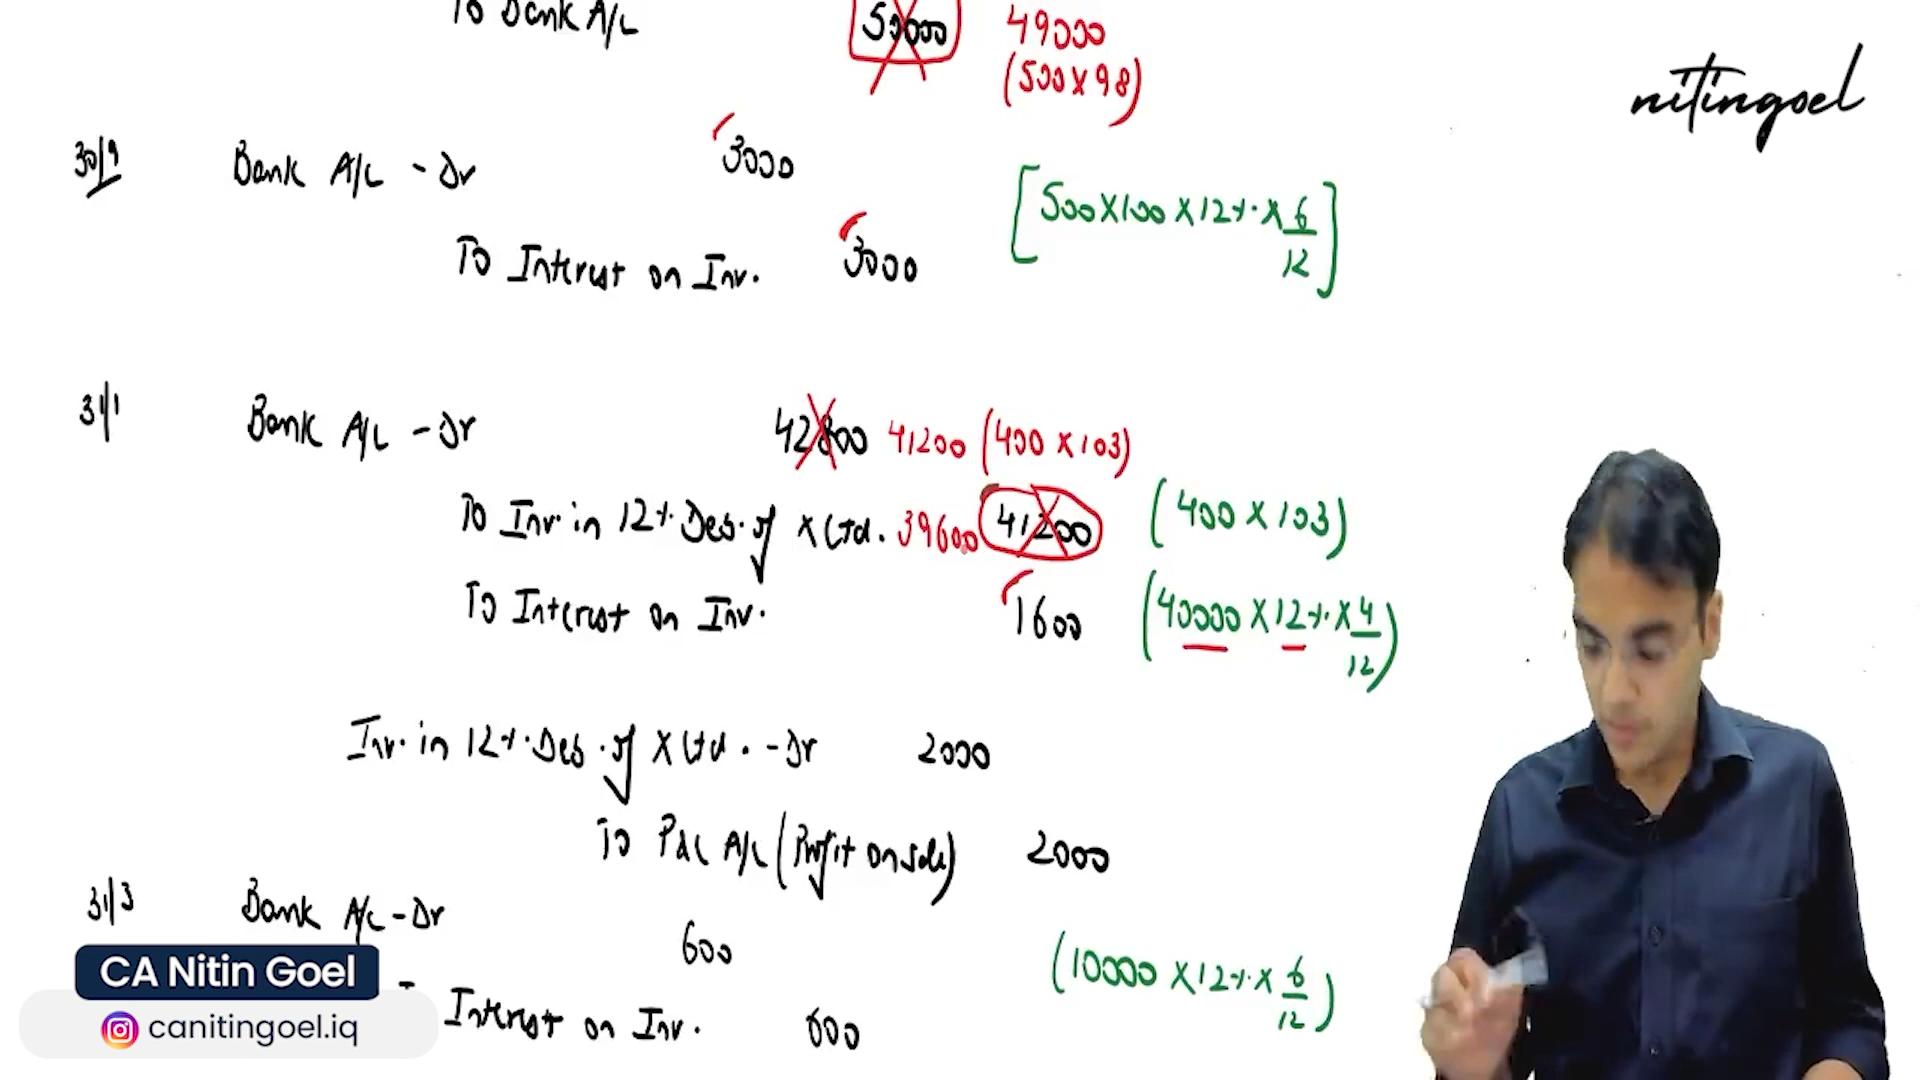 To Bank A/c 50000 49000
(500 x 98)
nitingoel
30/9 Bank A/c - Dr 3000
[500 x 100 x 12% x 6/12]
To Interest on Inv. 3000
31/1 Bank A/c - Dr 42800 41200 (400 x 103)
To Inv. in 12% Deb. of X Ltd. 39600 41200 (400 x 103)
To Interest on Inv. 1600 (40000 x 12% x 4/12)
Inv. in 12% Deb. of X Ltd. - Dr 2000
To P&L A/c (Profit on sale) 2000
31/3 Bank A/c - Dr 600
(10000 x 12% x 6/12)
Interest on Inv. 600
CA Nitin Goel
canitingoel.iq